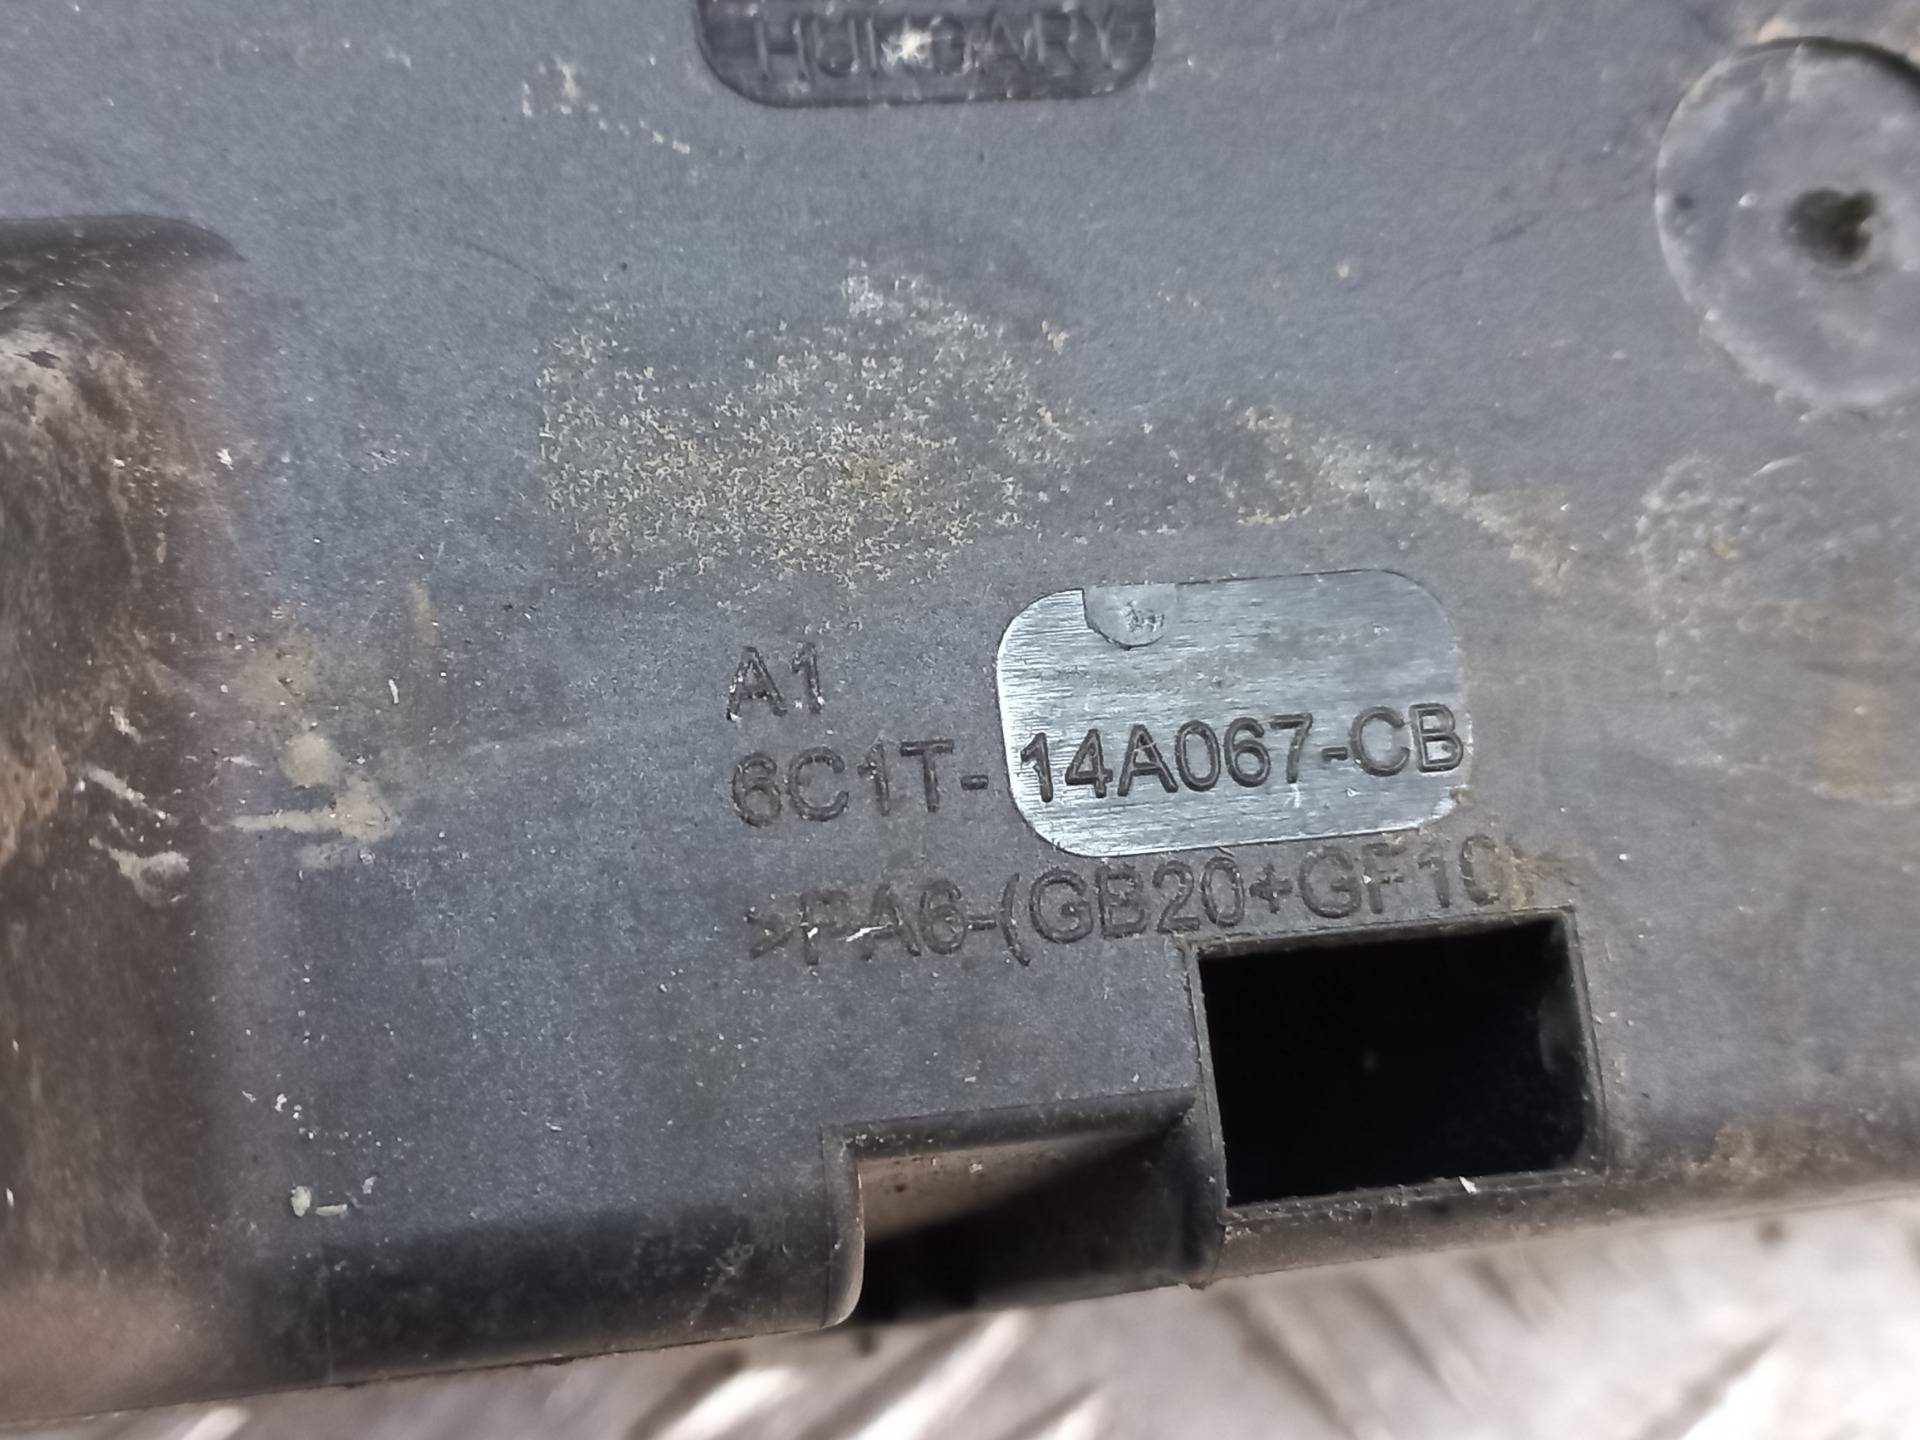 HUNGARY
A1
6C1T-14A067-CB
>PA6-(GB20+GF10)